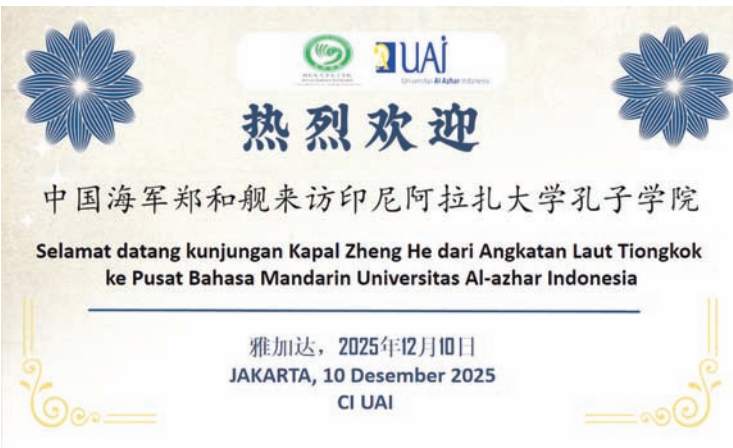 UAI
Universitas Al Azhar Indonesia
热烈欢迎
中国海军郑和舰来访印尼阿拉扎大学孔子学院
Selamat datang kunjungan Kapal Zheng He dari Angkatan Laut Tiongkok
ke Pusat Bahasa Mandarin Universitas Al-azhar Indonesia
雅加达，2025年12月10日
JAKARTA, 10 Desember 2025
CI UAI